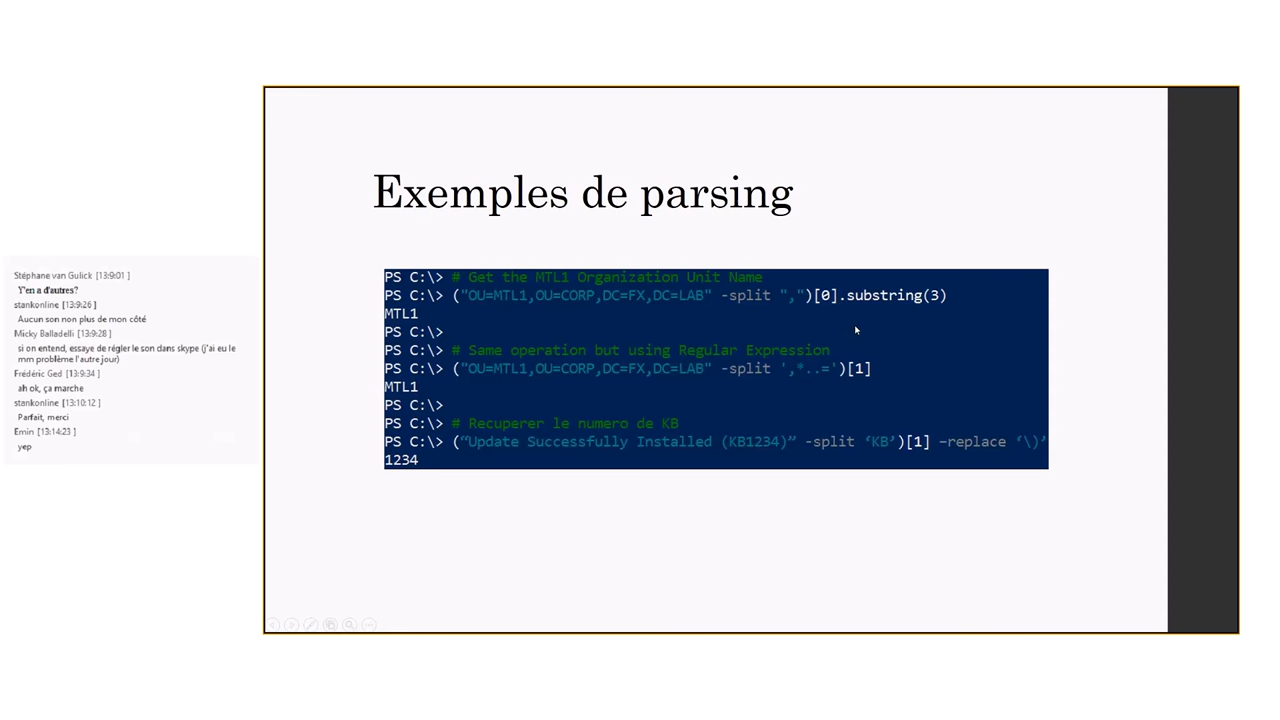 Stéphane van Gulick [13:9:01 ]
Y'en a d'autres?
stankonline [13:9:26 ]
Aucun son non plus de mon côté
Micky Balladelli [13:9:28 ]
si on entend, essaye de régler le son dans skype (j'ai eu le
mm problème l'autre jour)
Frédéric Ged [13:9:34 ]
ah ok, ça marche
stankonline [13:10:12 ]
Parfait, merci
Emin [13:14:23 ]
yep
Exemples de parsing
PS C:\> # Get the MTL1 Organization Unit Name
PS C:\> ("OU=MTL1,OU=CORP,DC=FX,DC=LAB" -split ",")[0].substring(3)
MTL1
PS C:\>
PS C:\> # Same operation but using Regular Expression
PS C:\> ("OU=MTL1,OU=CORP,DC=FX,DC=LAB" -split ',*..=')[1]
MTL1
PS C:\>
PS C:\> # Recuperer le numero de KB
PS C:\> (“Update Successfully Installed (KB1234)” -split ‘KB’)[1] –replace ‘\)’
1234